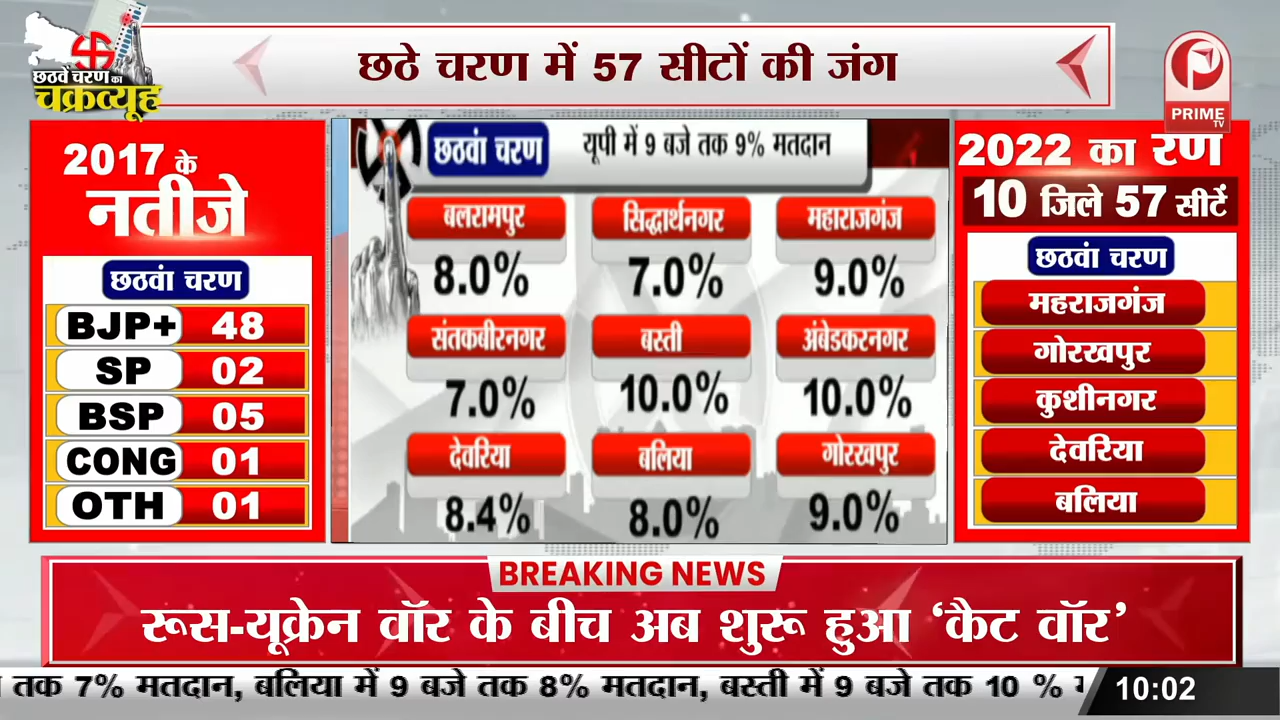 छठे चरण में 57 सीटों की जंग
छठवें चरण का
चक्रव्यूह
PRIME
TV
2017 के
नतीजे
छठवां चरण
BJP+ 48
SP 02
BSP 05
CONG 01
OTH 01
छठवां चरण
यूपी में 9 बजे तक 9% मतदान
बलरामपुर सिद्धार्थनगर महाराजगंज
8.0% 7.0% 9.0%
संतकबीरनगर बस्ती अंबेडकरनगर
7.0% 10.0% 10.0%
देवरिया बलिया गोरखपुर
8.4% 8.0% 9.0%
2022 का रण
10 जिले 57 सीटें
छठवां चरण
महराजगंज
गोरखपुर
कुशीनगर
देवरिया
बलिया
BREAKING NEWS
रूस-यूक्रेन वॉर के बीच अब शुरू हुआ ‘कैट वॉर’
तक 7% मतदान, बलिया में 9 बजे तक 8% मतदान, बस्ती में 9 बजे तक 10 %
10:02